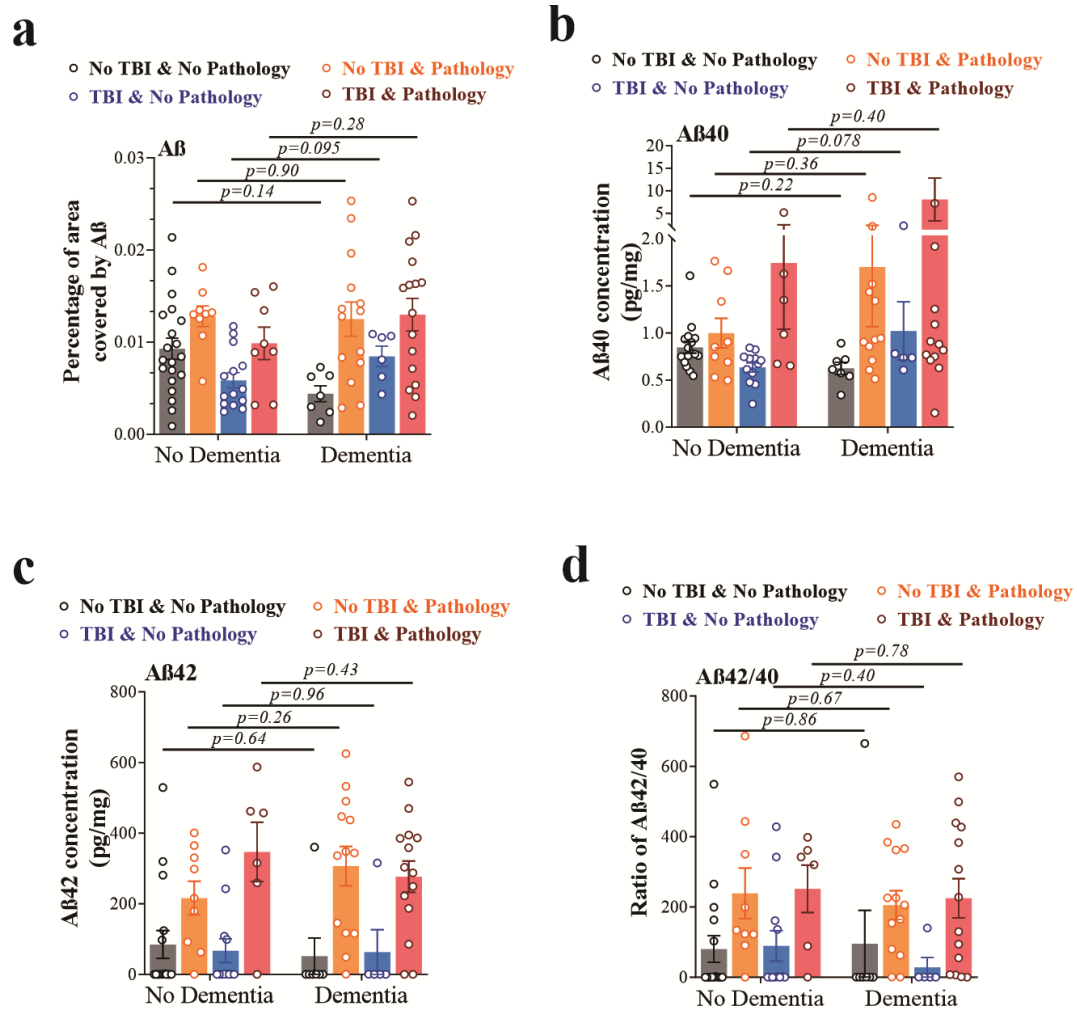 a
No TBI & No Pathology
No TBI & Pathology
TBI & No Pathology
TBI & Pathology
p=0.28
Aß
p=0.095
p=0.90
p=0.14
0.03
0.02
0.01
0.00
Percentage of area
covered by Aß
No Dementia
Dementia
b
No TBI & No Pathology
No TBI & Pathology
TBI & No Pathology
TBI & Pathology
p=0.40
Aß40
p=0.078
p=0.36
p=0.22
20
15
10
5
2.0
1.5
1.0
0.5
0.0
Aß40 concentration
(pg/mg)
No Dementia
Dementia
c
No TBI & No Pathology
No TBI & Pathology
TBI & No Pathology
TBI & Pathology
Aß42
p=0.43
p=0.96
p=0.26
p=0.64
800
600
400
200
0
Aß42 concentration
(pg/mg)
No Dementia
Dementia
d
No TBI & No Pathology
No TBI & Pathology
TBI & No Pathology
TBI & Pathology
p=0.78
Aß42/40
p=0.40
p=0.67
p=0.86
800
600
400
200
0
Ratio of Aß42/40
No Dementia
Dementia